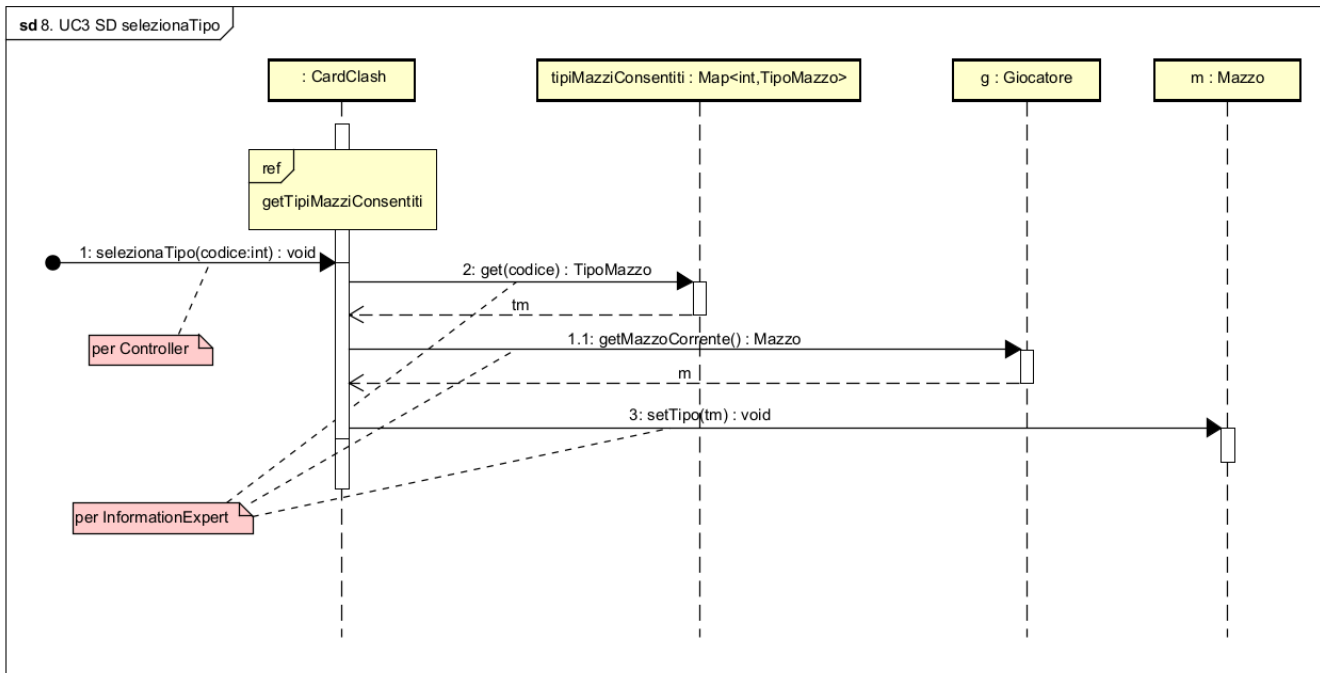 sd 8. UC3 SD selezionaTipo
: CardClash
tipiMazziConsentiti : Map<int,TipoMazzo>
g : Giocatore
m : Mazzo
ref
getTipiMazziConsentiti
1: selezionaTipo(codice:int) : void
2: get(codice) : TipoMazzo
tm
per Controller
1.1: getMazzoCorrente() : Mazzo
m
3: setTipo(tm) : void
per InformationExpert